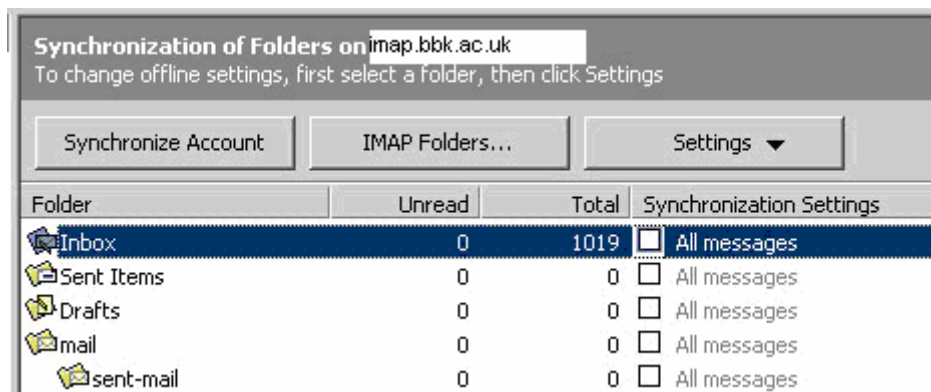 Synchronization of Folders on imap.bbk.ac.uk
To change offline settings, first select a folder, then click Settings
Synchronize Account IMAP Folders... Settings
Folder Unread Total Synchronization Settings
Inbox 0 1019 All messages
Sent Items 0 0 All messages
Drafts 0 0 All messages
mail 0 0 All messages
sent-mail 0 0 All messages